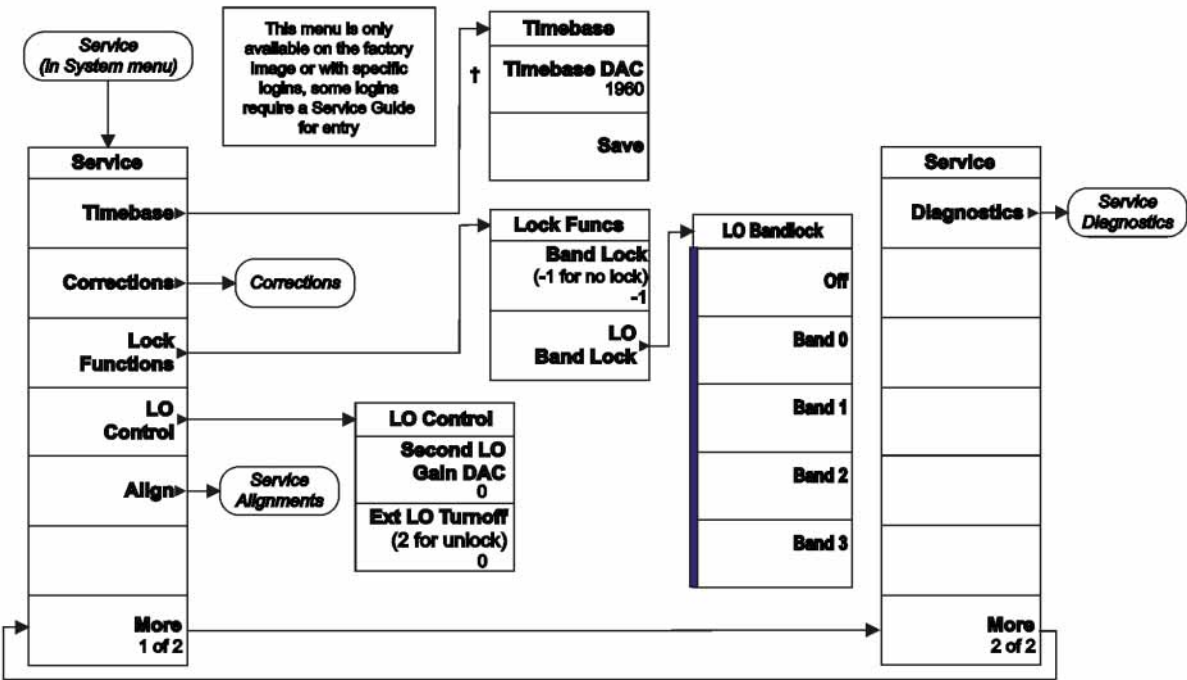 Service
(In System menu)
This menu is only
available on the factory
image or with specific
logins, some logins
require a Service Guide
for entry
†
Timebase
Timebase DAC
1960
Save
Service
Timebase
Corrections
Lock
Functions
LO
Control
Align
More
1 of 2
Corrections
Service
Alignments
LO Control
Second LO
Gain DAC
0
Ext LO Turnoff
(2 for unlock)
0
Lock Funcs
Band Lock
(-1 for no lock)
-1
LO
Band Lock
LO Bandlock
Off
Band 0
Band 1
Band 2
Band 3
Service
Diagnostics
More
2 of 2
Service
Diagnostics